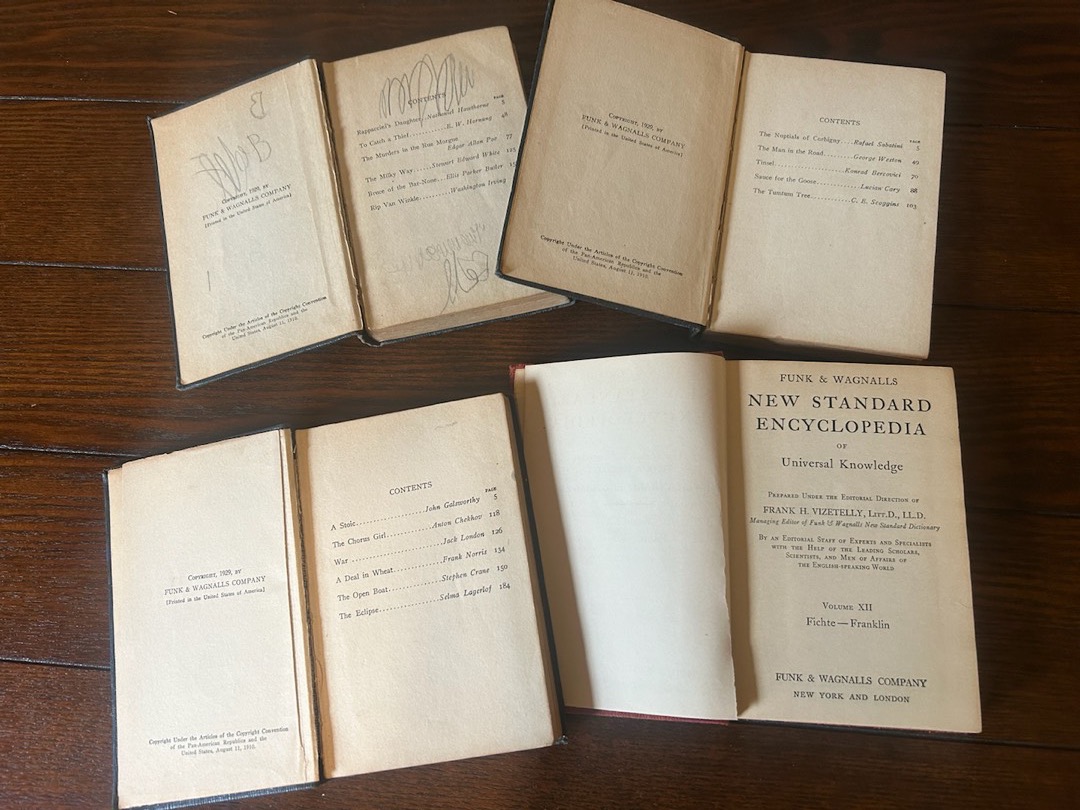 B
Copyright, 1929, by
FUNK & WAGNALLS COMPANY
[Printed in the United States of America]
Copyright Under the Articles of the Copyright Convention
of the Pan-American Republics and the
United States, August 11, 1910.
CONTENTS
PAGE
Rappaccini's Daughter..Nathaniel Hawthorne 5
To Catch a Thief............E. W. Hornung 48
The Murders in the Rue Morgue
Edgar Allan Poe 77
The Milky Way......Stewart Edward White 125
Bruce of the Bar-None..Ellis Parker Butler
Rip Van Winkle..............Washington Irving
Copyright, 1929, by
FUNK & WAGNALLS COMPANY
[Printed in the United States of America]
Copyright Under the Articles of the Copyright Convention
of the Pan-American Republics and the
United States, August 11, 1910.
CONTENTS
PAGE
The Nuptials of Corbigny....Rafael Sabatini 5
The Man in the Road........George Weston 49
Tinsel......................Konrad Bercovici 70
Sauce for the Goose............Lucian Cary 88
The Tumtum Tree..........C. E. Scoggins 103
Copyright, 1929, by
FUNK & WAGNALLS COMPANY
[Printed in the United States of America]
Copyright Under the Articles of the Copyright Convention
of the Pan-American Republics and the
United States, August 11, 1910.
CONTENTS
PAGE
A Stoic....................John Galsworthy 5
The Chorus Girl............Anton Chekhov 118
War..........................Jack London 126
A Deal in Wheat..............Frank Norris 134
The Open Boat..............Stephen Crane 150
The Eclipse..................Selma Lagerlof 184
FUNK & WAGNALLS
NEW STANDARD
ENCYCLOPEDIA
OF
Universal Knowledge
Prepared Under the Editorial Direction of
FRANK H. VIZETELLY, Litt.D., LL.D.
Managing Editor of Funk & Wagnalls New Standard Dictionary
By an Editorial Staff of Experts and Specialists
with the Help of the Leading Scholars,
Scientists, and Men of Affairs of
the English-speaking World
Volume XII
Fichte — Franklin
FUNK & WAGNALLS COMPANY
NEW YORK AND LONDON